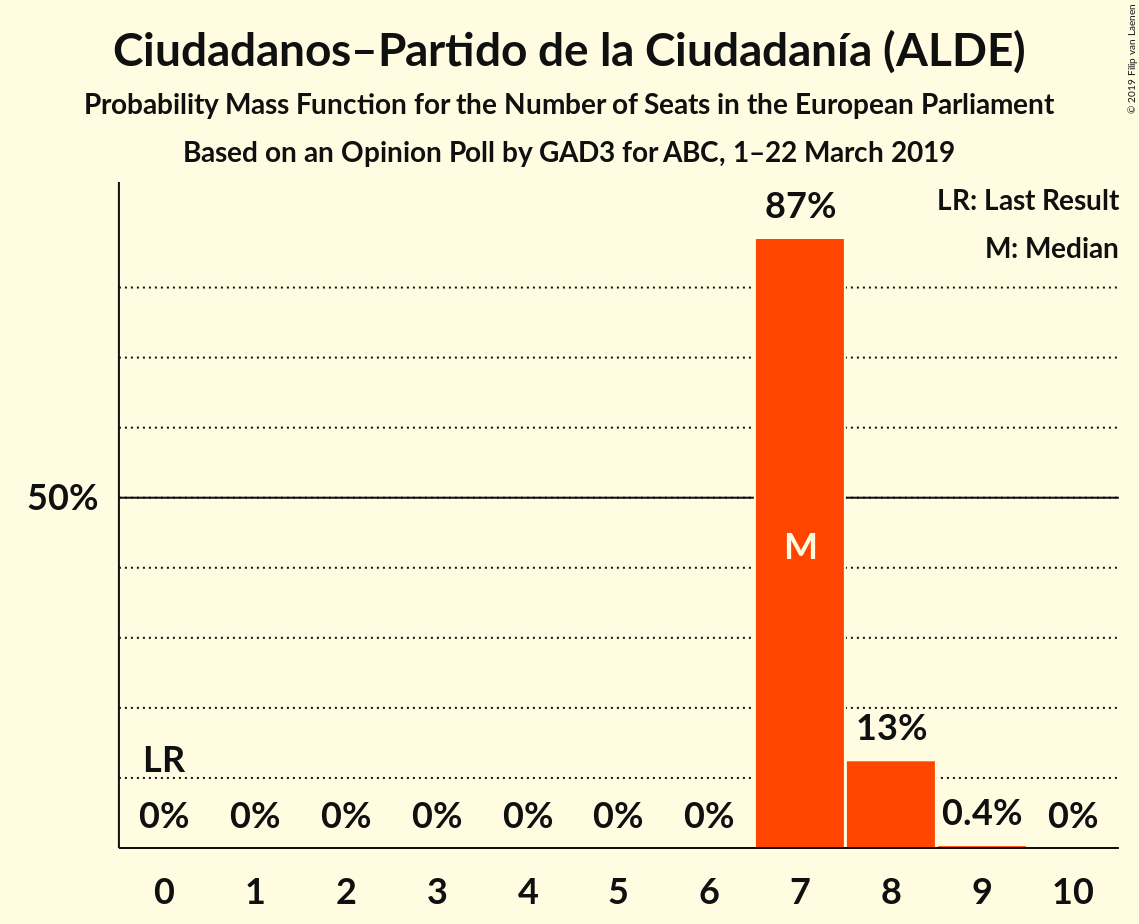 Ciudadanos–Partido de la Ciudadanía (ALDE)
Probability Mass Function for the Number of Seats in the European Parliament
Based on an Opinion Poll by GAD3 for ABC, 1–22 March 2019
© 2019 Filip van Laenen
LR: Last Result
M: Median
87%
50%
M
13%
LR
0% 0% 0% 0% 0% 0% 0% 0.4% 0%
0 1 2 3 4 5 6 7 8 9 10